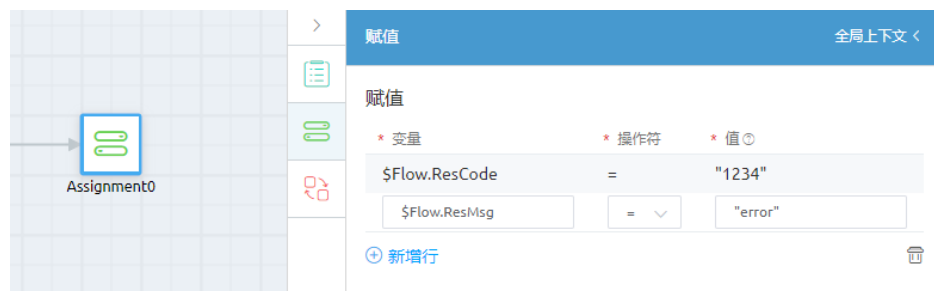 赋值
全局上下文
赋值
* 变量 * 操作符 * 值
$Flow.ResCode = "1234"
$Flow.ResMsg = "error"
新增行
Assignment0